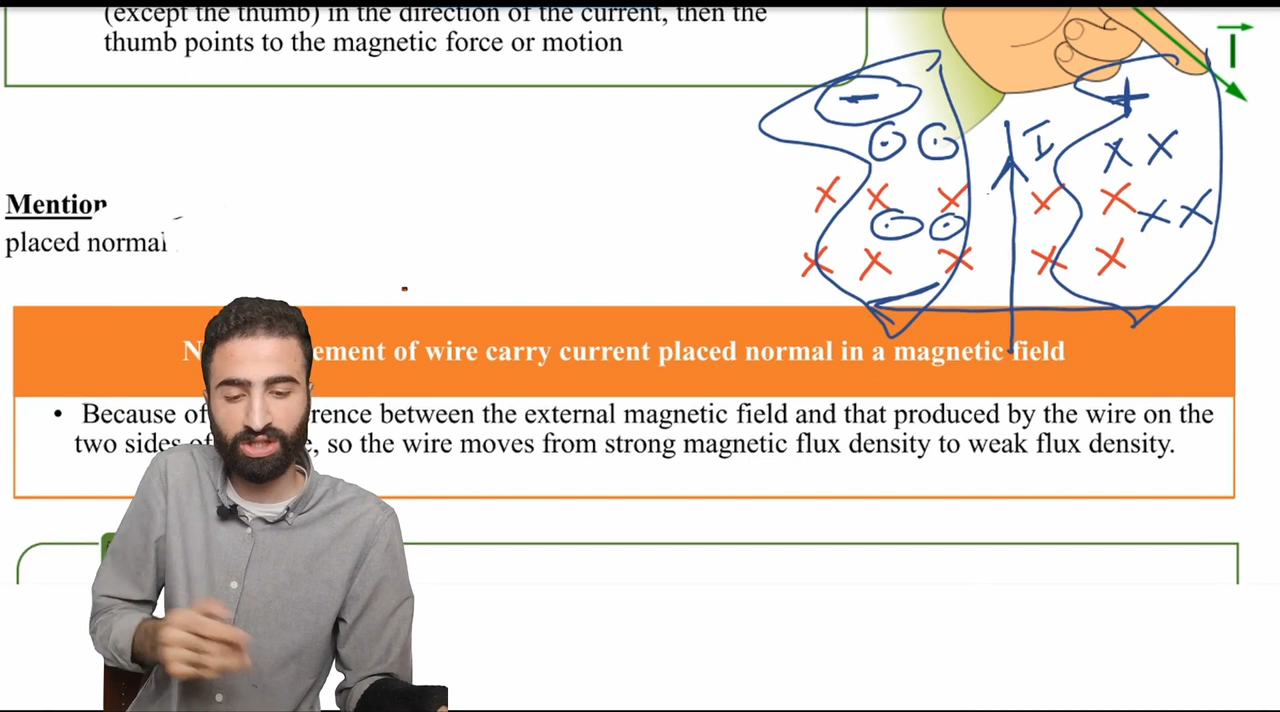 (except the thumb) in the direction of the current, then the
thumb points to the magnetic force or motion
I
−
+
I
Mention
placed normal
ement of wire carry current placed normal in a magnetic field
• Because of rence between the external magnetic field and that produced by the wire on the
two sides of , so the wire moves from strong magnetic flux density to weak flux density.